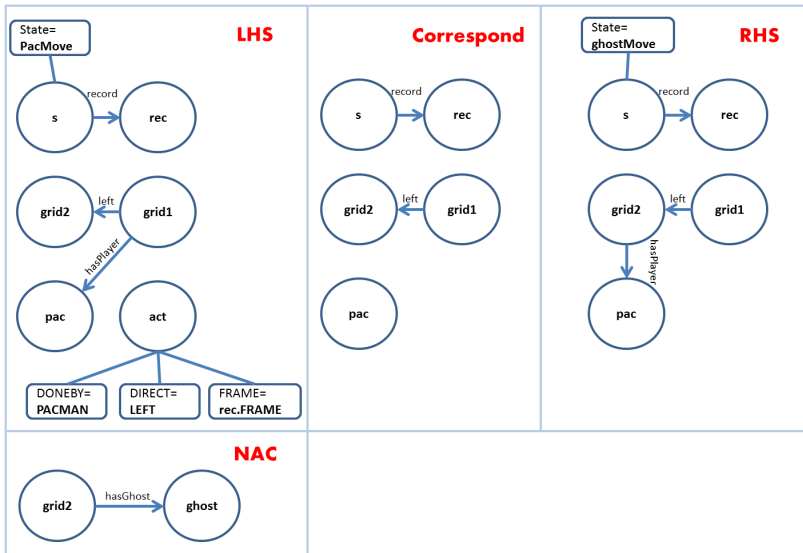 State=
PacMove
LHS
s
record
rec
grid2
left
grid1
hasPlayer
pac
act
DONEBY=
PACMAN
DIRECT=
LEFT
FRAME=
rec.FRAME
Correspond
s
record
rec
grid2
left
grid1
pac
State=
ghostMove
RHS
s
record
rec
grid2
left
grid1
hasPlayer
pac
NAC
grid2
hasGhost
ghost